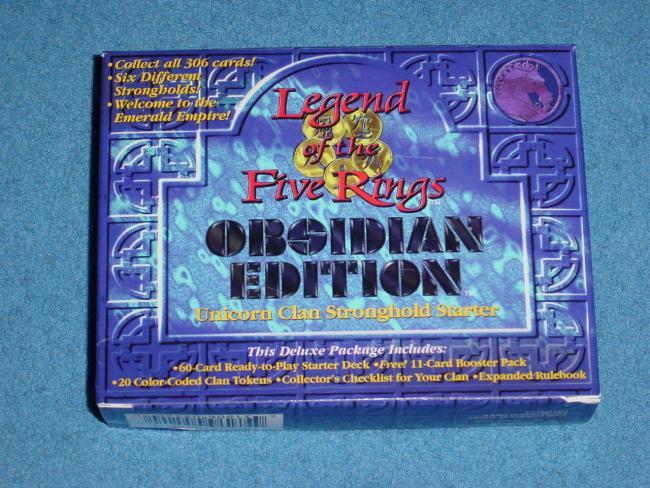 • Collect all 306 cards!
• Six Different
Strongholds!
• Welcome to the
Emerald Empire!
Legend
of the
Five Rings™
OBSIDIAN
EDITION™
Unicorn Clan Stronghold Starter
This Deluxe Package Includes:
•60-Card Ready-to-Play Starter Deck •Free! 11-Card Booster Pack
•20 Color-Coded Clan Tokens •Collector's Checklist for Your Clan •Expanded Rulebook